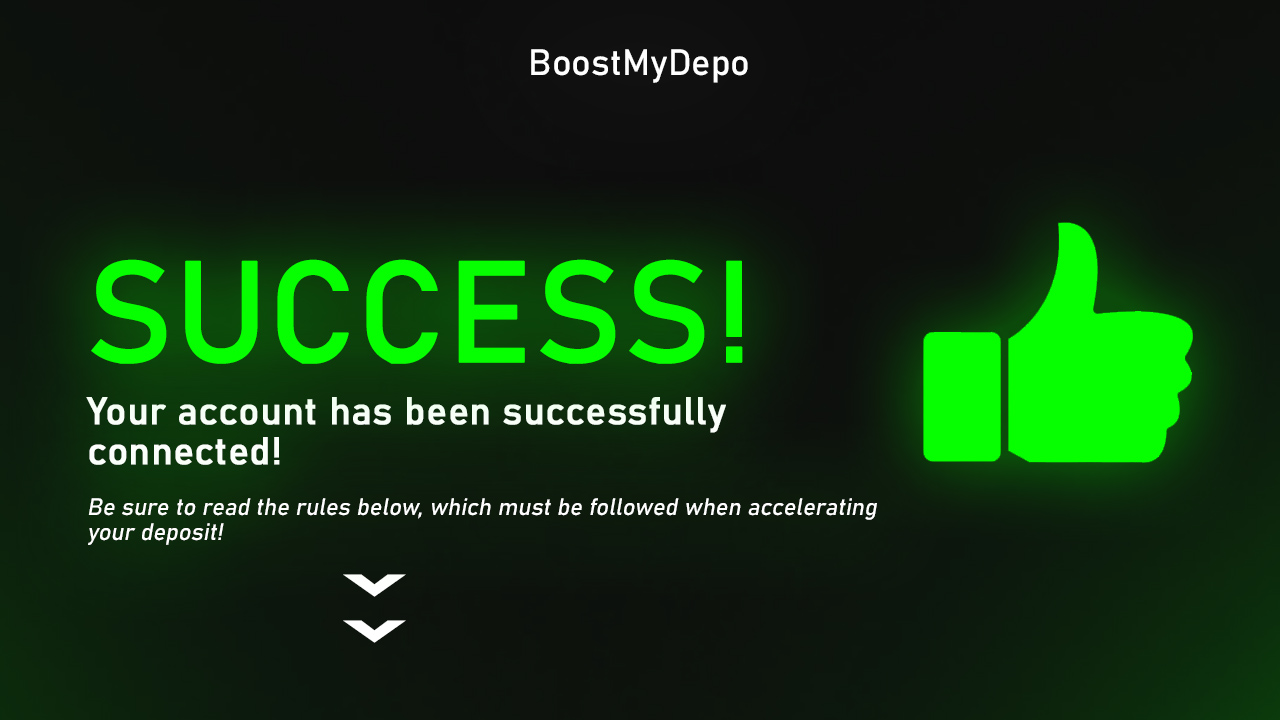 BoostMyDepo
SUCCESS!
Your account has been successfully
connected!
Be sure to read the rules below, which must be followed when accelerating
your deposit!